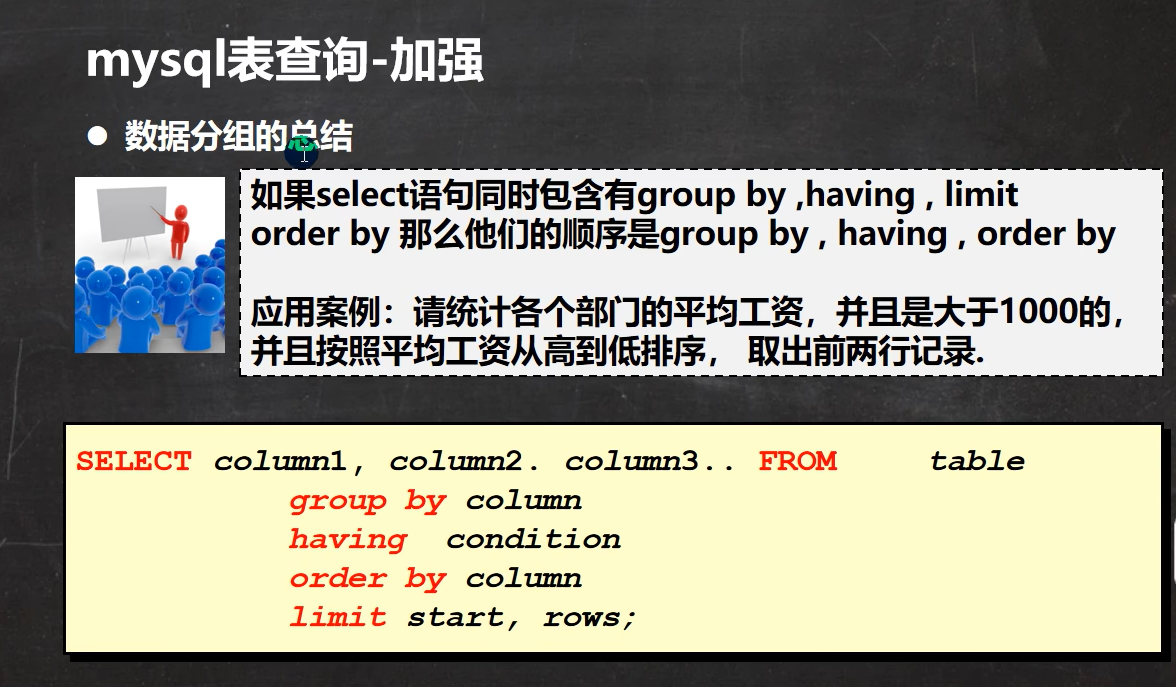 mysql表查询-加强
● 数据分组的总结
如果select语句同时包含有group by ,having , limit
order by 那么他们的顺序是group by , having , order by
应用案例：请统计各个部门的平均工资，并且是大于1000的，
并且按照平均工资从高到低排序， 取出前两行记录.
SELECT column1, column2. column3.. FROM table
group by column
having condition
order by column
limit start, rows;